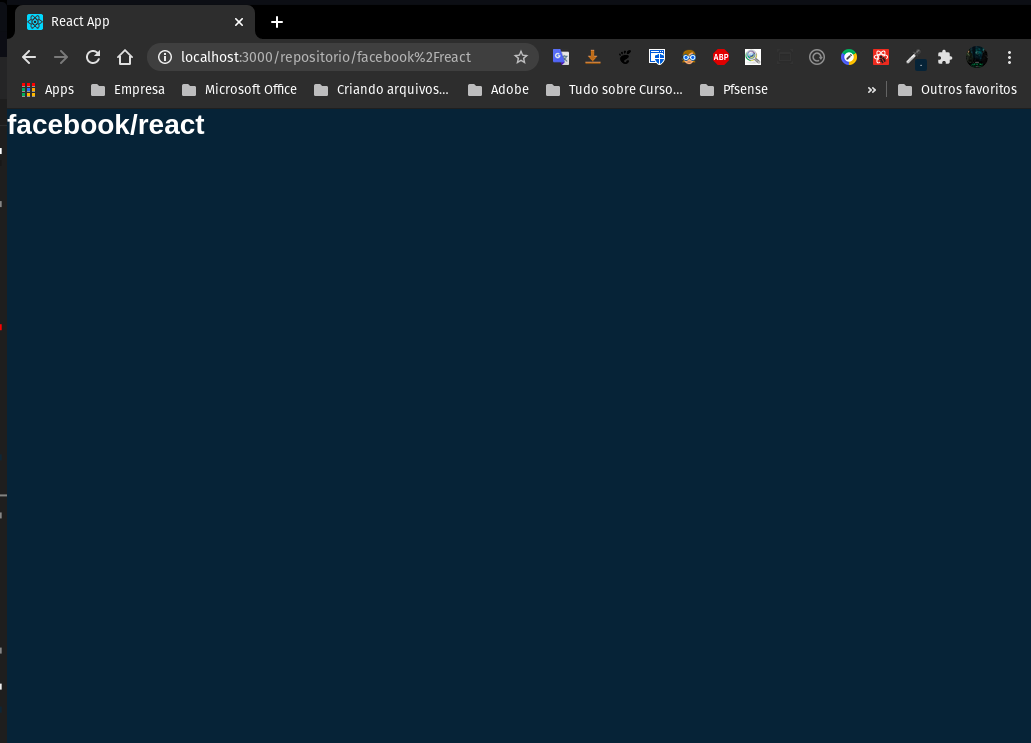 React App
localhost:3000/repositorio/facebook%2Freact
ABP
Apps Empresa Microsoft Office Criando arquivos... Adobe Tudo sobre Curso... Pfsense » Outros favoritos
facebook/react